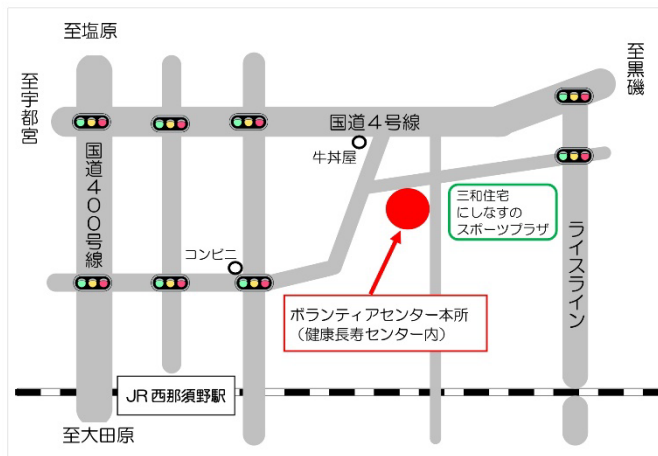 至塩原
至宇都宮
至黒磯
国道４号線
牛丼屋
国道４００号線
三和住宅
にしなすの
スポーツプラザ
コンビニ
ライスライン
ボランティアセンター本所
（健康長寿センター内）
JR西那須野駅
至大田原